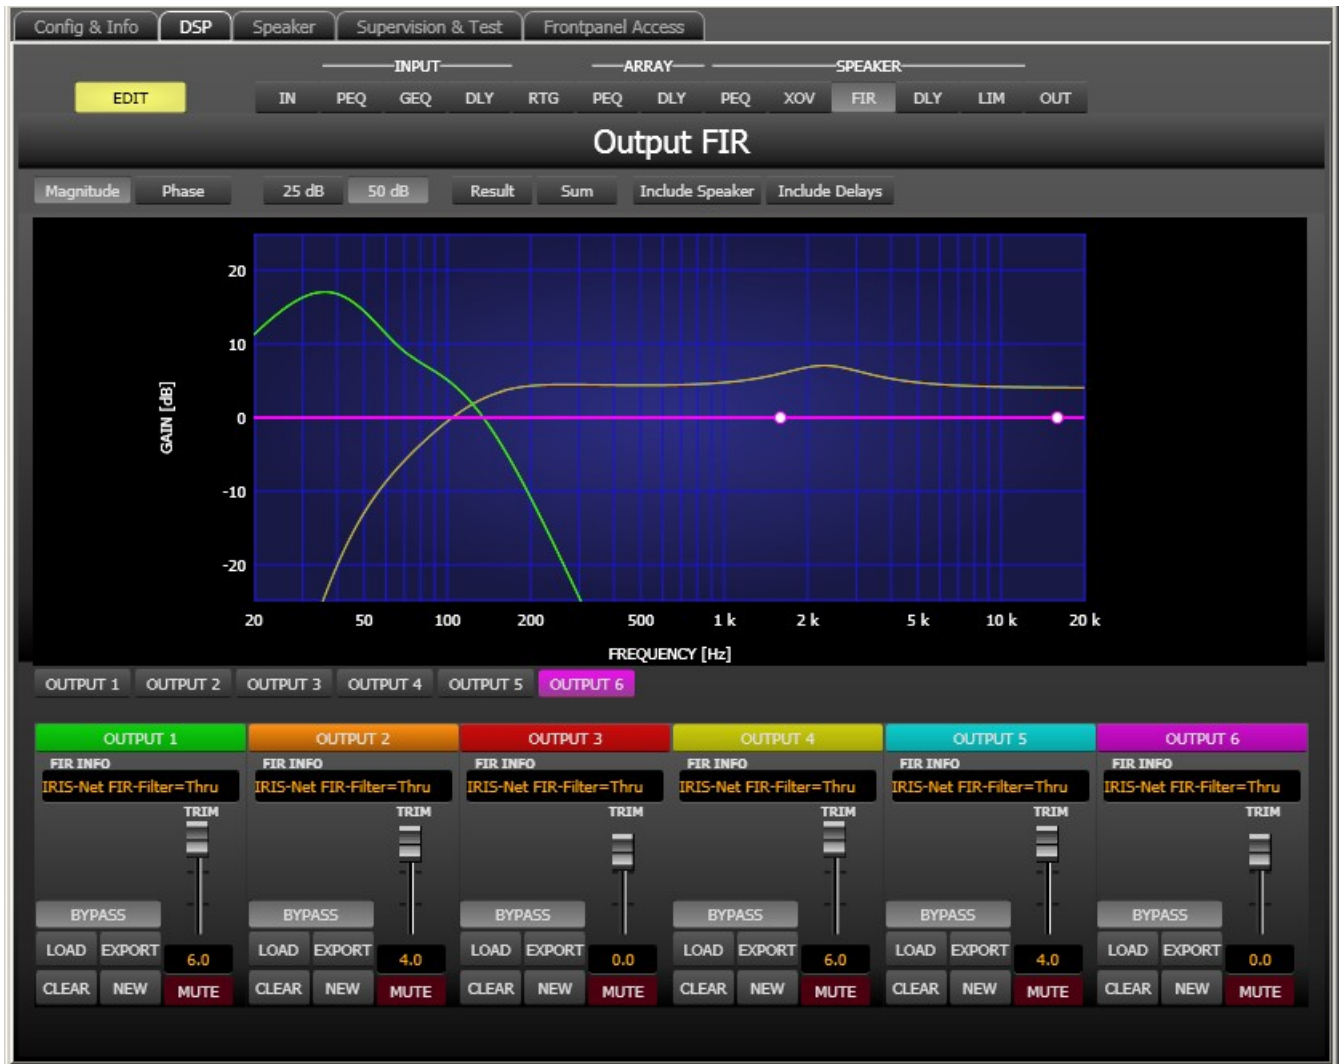 Config & Info DSP Speaker Supervision & Test Frontpanel Access
INPUT ARRAY SPEAKER
EDIT IN PEQ GEQ DLY RTG PEQ DLY PEQ XOV FIR DLY LIM OUT
Output FIR
Magnitude Phase 25 dB 50 dB Result Sum Include Speaker Include Delays
20
10
0
-10
-20
GAIN [dB]
20 50 100 200 500 1 k 2 k 5 k 10 k 20 k
FREQUENCY [Hz]
OUTPUT 1 OUTPUT 2 OUTPUT 3 OUTPUT 4 OUTPUT 5 OUTPUT 6
OUTPUT 1 OUTPUT 2 OUTPUT 3 OUTPUT 4 OUTPUT 5 OUTPUT 6
FIR INFO FIR INFO FIR INFO FIR INFO FIR INFO FIR INFO
IRIS-Net FIR-Filter=Thru IRIS-Net FIR-Filter=Thru IRIS-Net FIR-Filter=Thru IRIS-Net FIR-Filter=Thru IRIS-Net FIR-Filter=Thru IRIS-Net FIR-Filter=Thru
TRIM TRIM TRIM TRIM TRIM TRIM
BYPASS BYPASS BYPASS BYPASS BYPASS BYPASS
LOAD EXPORT 6.0 LOAD EXPORT 4.0 LOAD EXPORT 0.0 LOAD EXPORT 6.0 LOAD EXPORT 4.0 LOAD EXPORT 0.0
CLEAR NEW MUTE CLEAR NEW MUTE CLEAR NEW MUTE CLEAR NEW MUTE CLEAR NEW MUTE CLEAR NEW MUTE